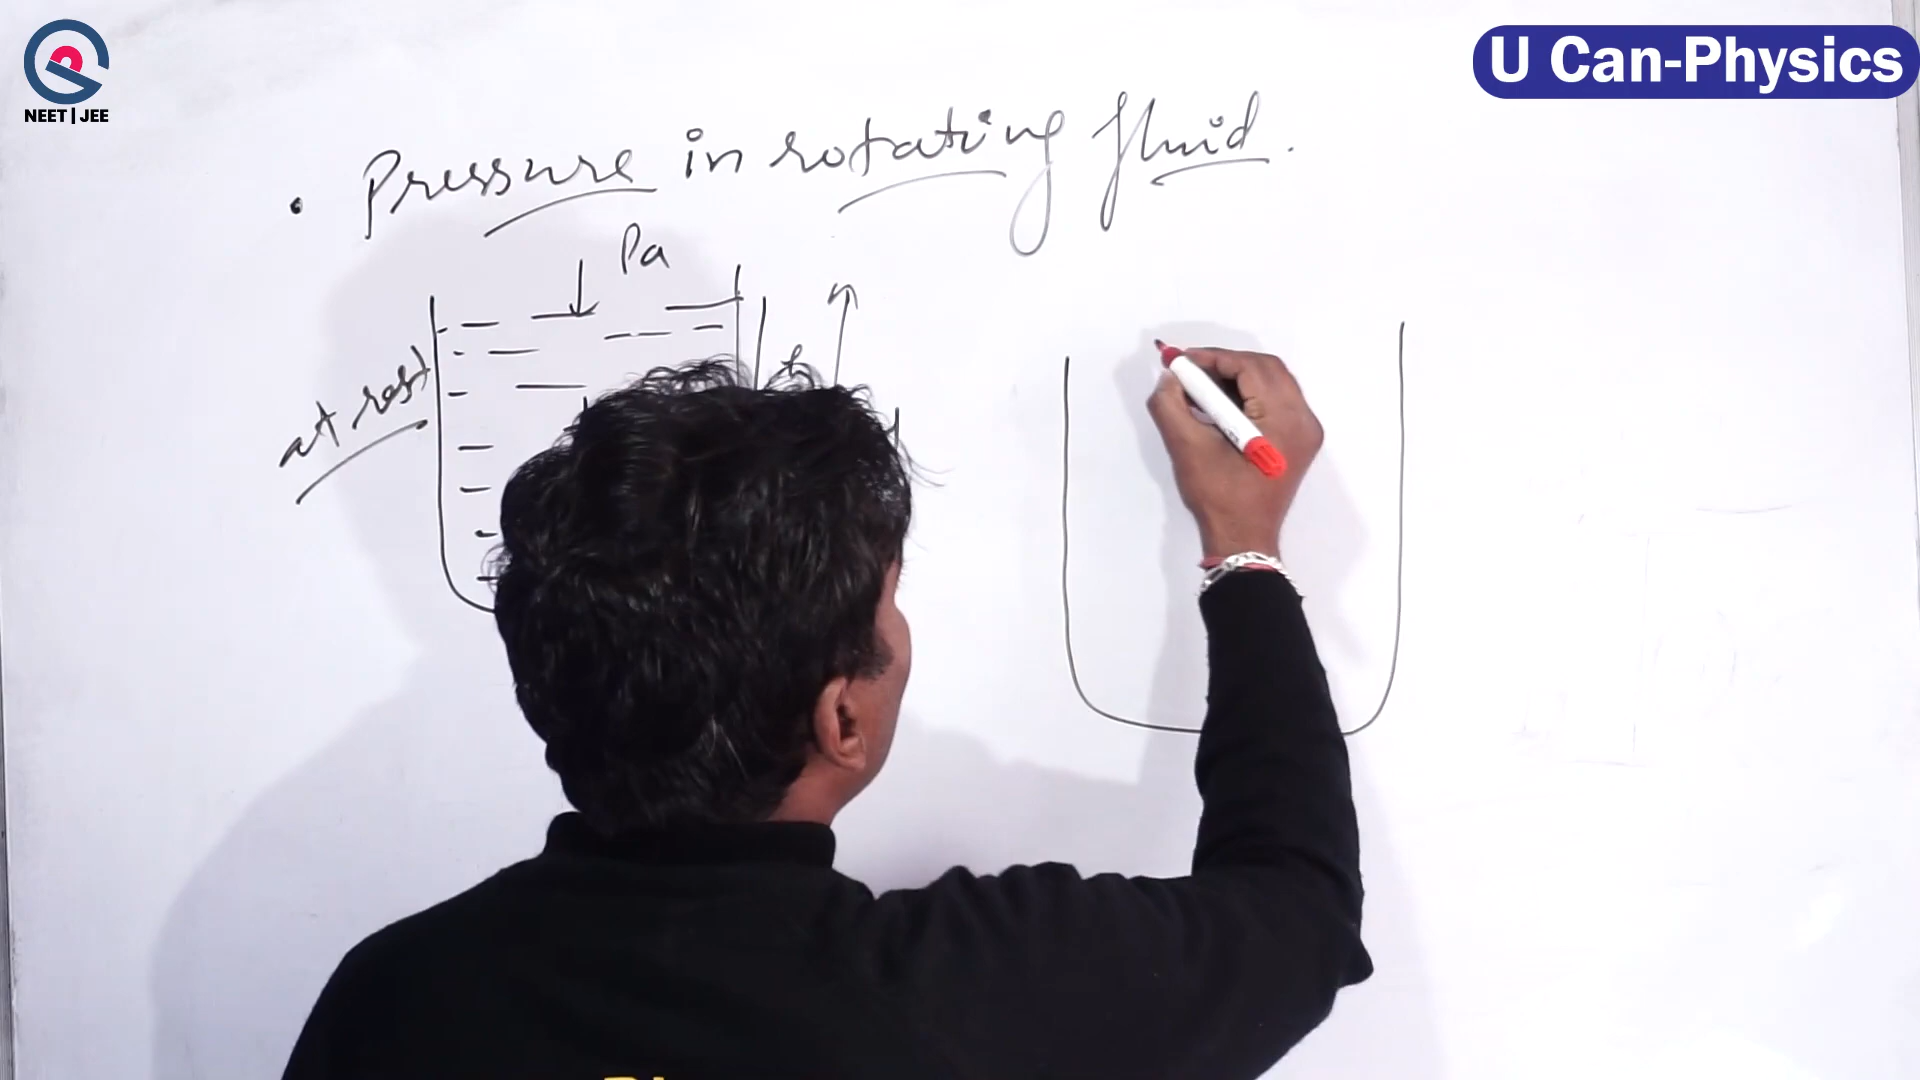 NEET|JEE
U Can-Physics
. Pressure in rotating fluid.
Pa
at rest
h